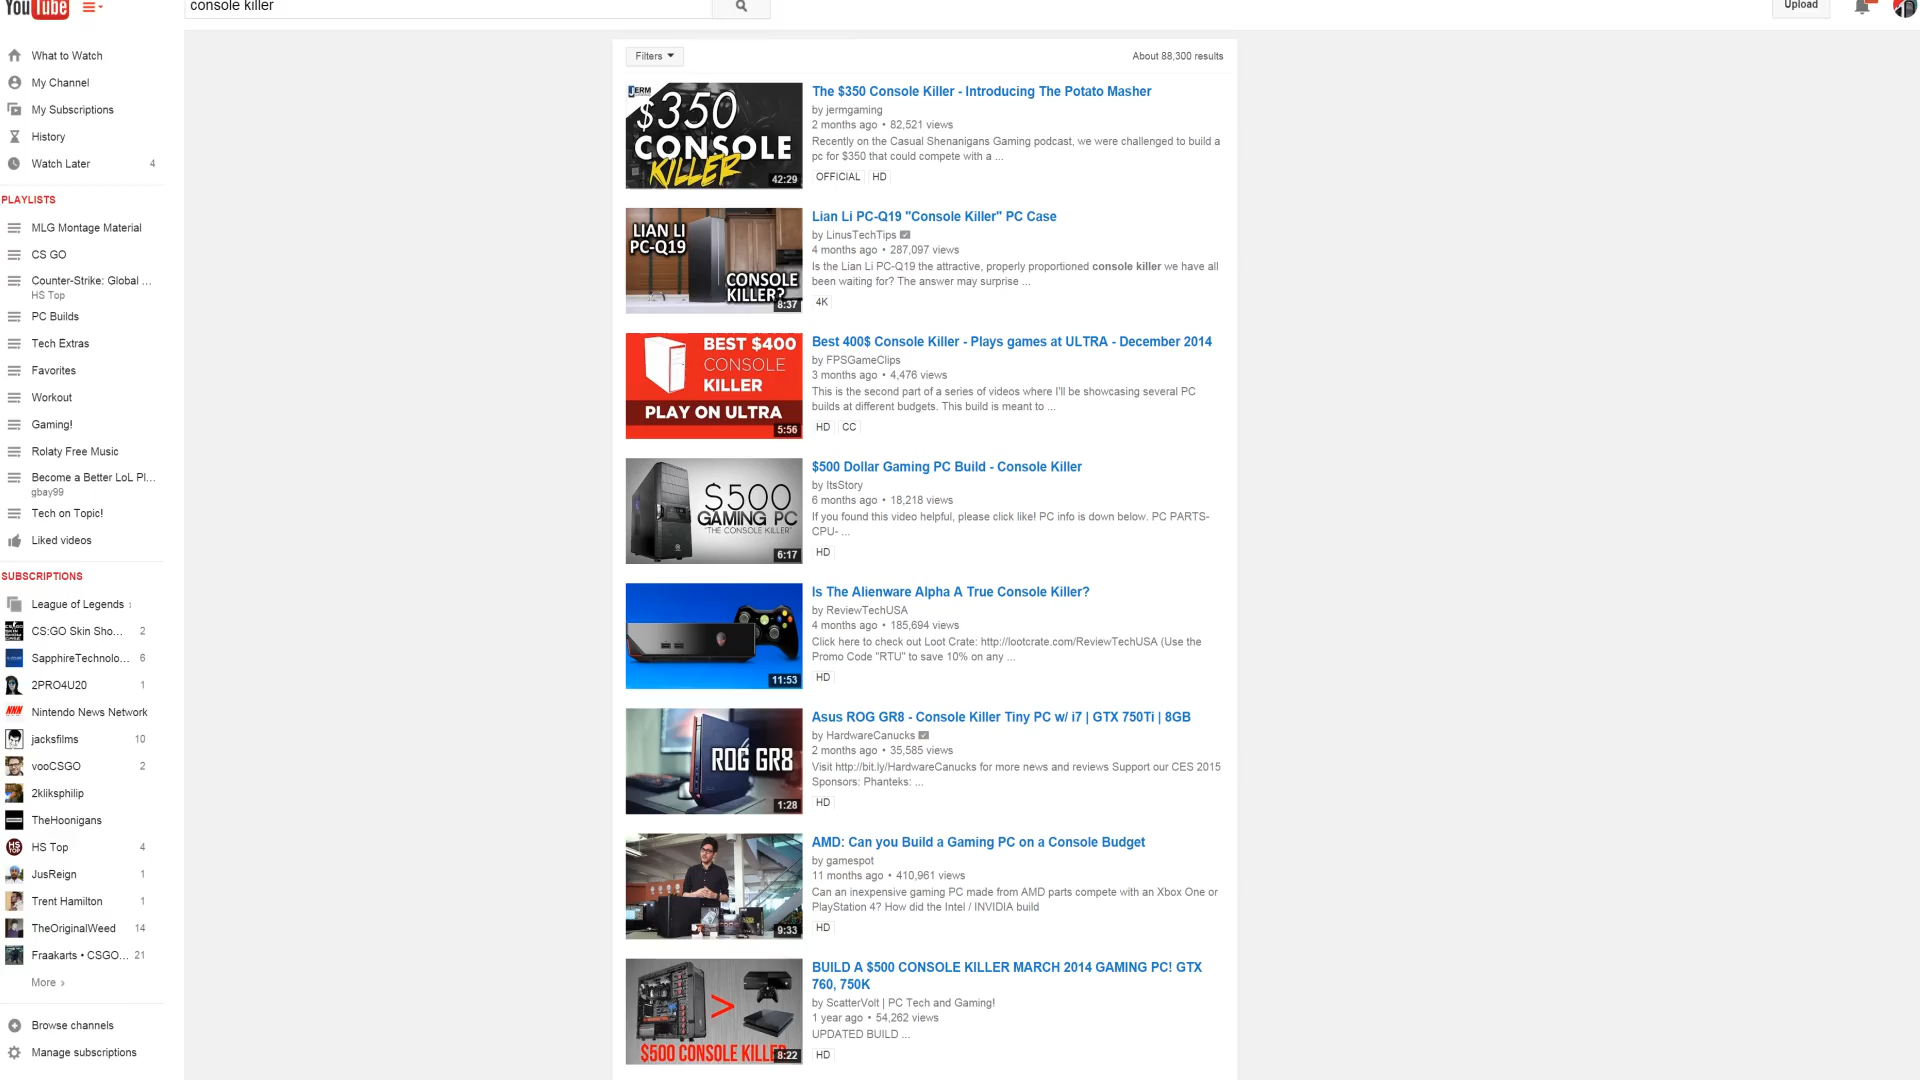 YouTube
console killer
Upload
What to Watch
My Channel
My Subscriptions
History
Watch Later 4
PLAYLISTS
MLG Montage Material
CS GO
Counter-Strike: Global ...
HS Top
PC Builds
Tech Extras
Favorites
Workout
Gaming!
Rolaty Free Music
Become a Better LoL Pl...
gbay99
Tech on Topic!
Liked videos
SUBSCRIPTIONS
League of Legends
CS:GO Skin Sho... 2
SapphireTechnolo... 6
2PRO4U20 1
Nintendo News Network
jacksfilms 10
vooCSGO 2
2kliksphilip
TheHoonigans
HS Top 4
JusReign 1
Trent Hamilton 1
TheOriginalWeed 14
Fraakarts • CSGO... 21
More ›
Browse channels
Manage subscriptions
Filters
About 88,300 results
JERM
$350
CONSOLE
KILLER
42:29
The $350 Console Killer - Introducing The Potato Masher
by jermgaming
2 months ago • 82,521 views
Recently on the Casual Shenanigans Gaming podcast, we were challenged to build a
pc for $350 that could compete with a ...
OFFICIAL HD
LIAN LI
PC-Q19
CONSOLE
KILLER?
8:37
Lian Li PC-Q19 "Console Killer" PC Case
by LinusTechTips
4 months ago • 287,097 views
Is the Lian Li PC-Q19 the attractive, properly proportioned console killer we have all
been waiting for? The answer may surprise ...
4K
BEST $400
CONSOLE
KILLER
PLAY ON ULTRA
5:56
Best 400$ Console Killer - Plays games at ULTRA - December 2014
by FPSGameClips
3 months ago • 4,476 views
This is the second part of a series of videos where I'll be showcasing several PC
builds at different budgets. This build is meant to ...
HD CC
$500
GAMING PC
"THE CONSOLE KILLER"
6:17
$500 Dollar Gaming PC Build - Console Killer
by ItsStory
6 months ago • 18,218 views
If you found this video helpful, please click like! PC info is down below. PC PARTS-
CPU- ...
HD
11:53
Is The Alienware Alpha A True Console Killer?
by ReviewTechUSA
4 months ago • 185,694 views
Click here to check out Loot Crate: http://lootcrate.com/ReviewTechUSA (Use the
Promo Code "RTU" to save 10% on any ...
HD
ROG GR8
1:28
Asus ROG GR8 - Console Killer Tiny PC w/ i7 | GTX 750Ti | 8GB
by HardwareCanucks
2 months ago • 35,585 views
Visit http://bit.ly/HardwareCanucks for more news and reviews Support our CES 2015
Sponsors: Phanteks: ...
HD
9:33
AMD: Can you Build a Gaming PC on a Console Budget
by gamespot
11 months ago • 410,961 views
Can an inexpensive gaming PC made from AMD parts compete with an Xbox One or
PlayStation 4? How did the Intel / INVIDIA build
HD
>
$500 CONSOLE KILLER
8:22
BUILD A $500 CONSOLE KILLER MARCH 2014 GAMING PC! GTX
760, 750K
by ScatterVolt | PC Tech and Gaming!
1 year ago • 54,262 views
UPDATED BUILD ...
HD